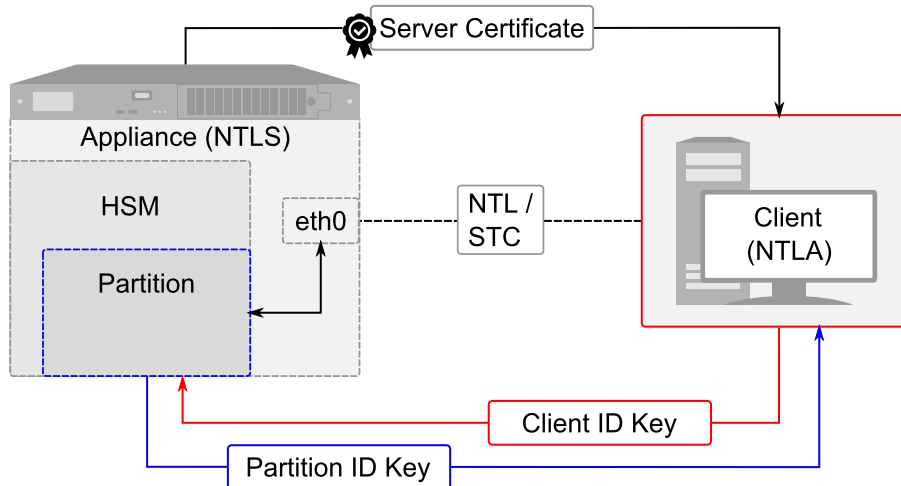 Server Certificate
Appliance (NTLS)
HSM
eth0
Partition
NTL /
STC
Client
(NTLA)
Client ID Key
Partition ID Key